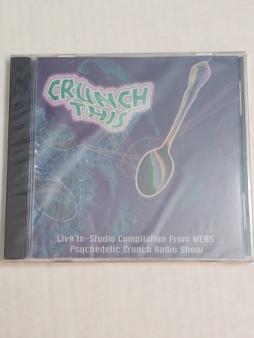 CRUNCH
THIS
Live In-Studio Compilation From WERS'
Psychedelic Crunch Radio Show